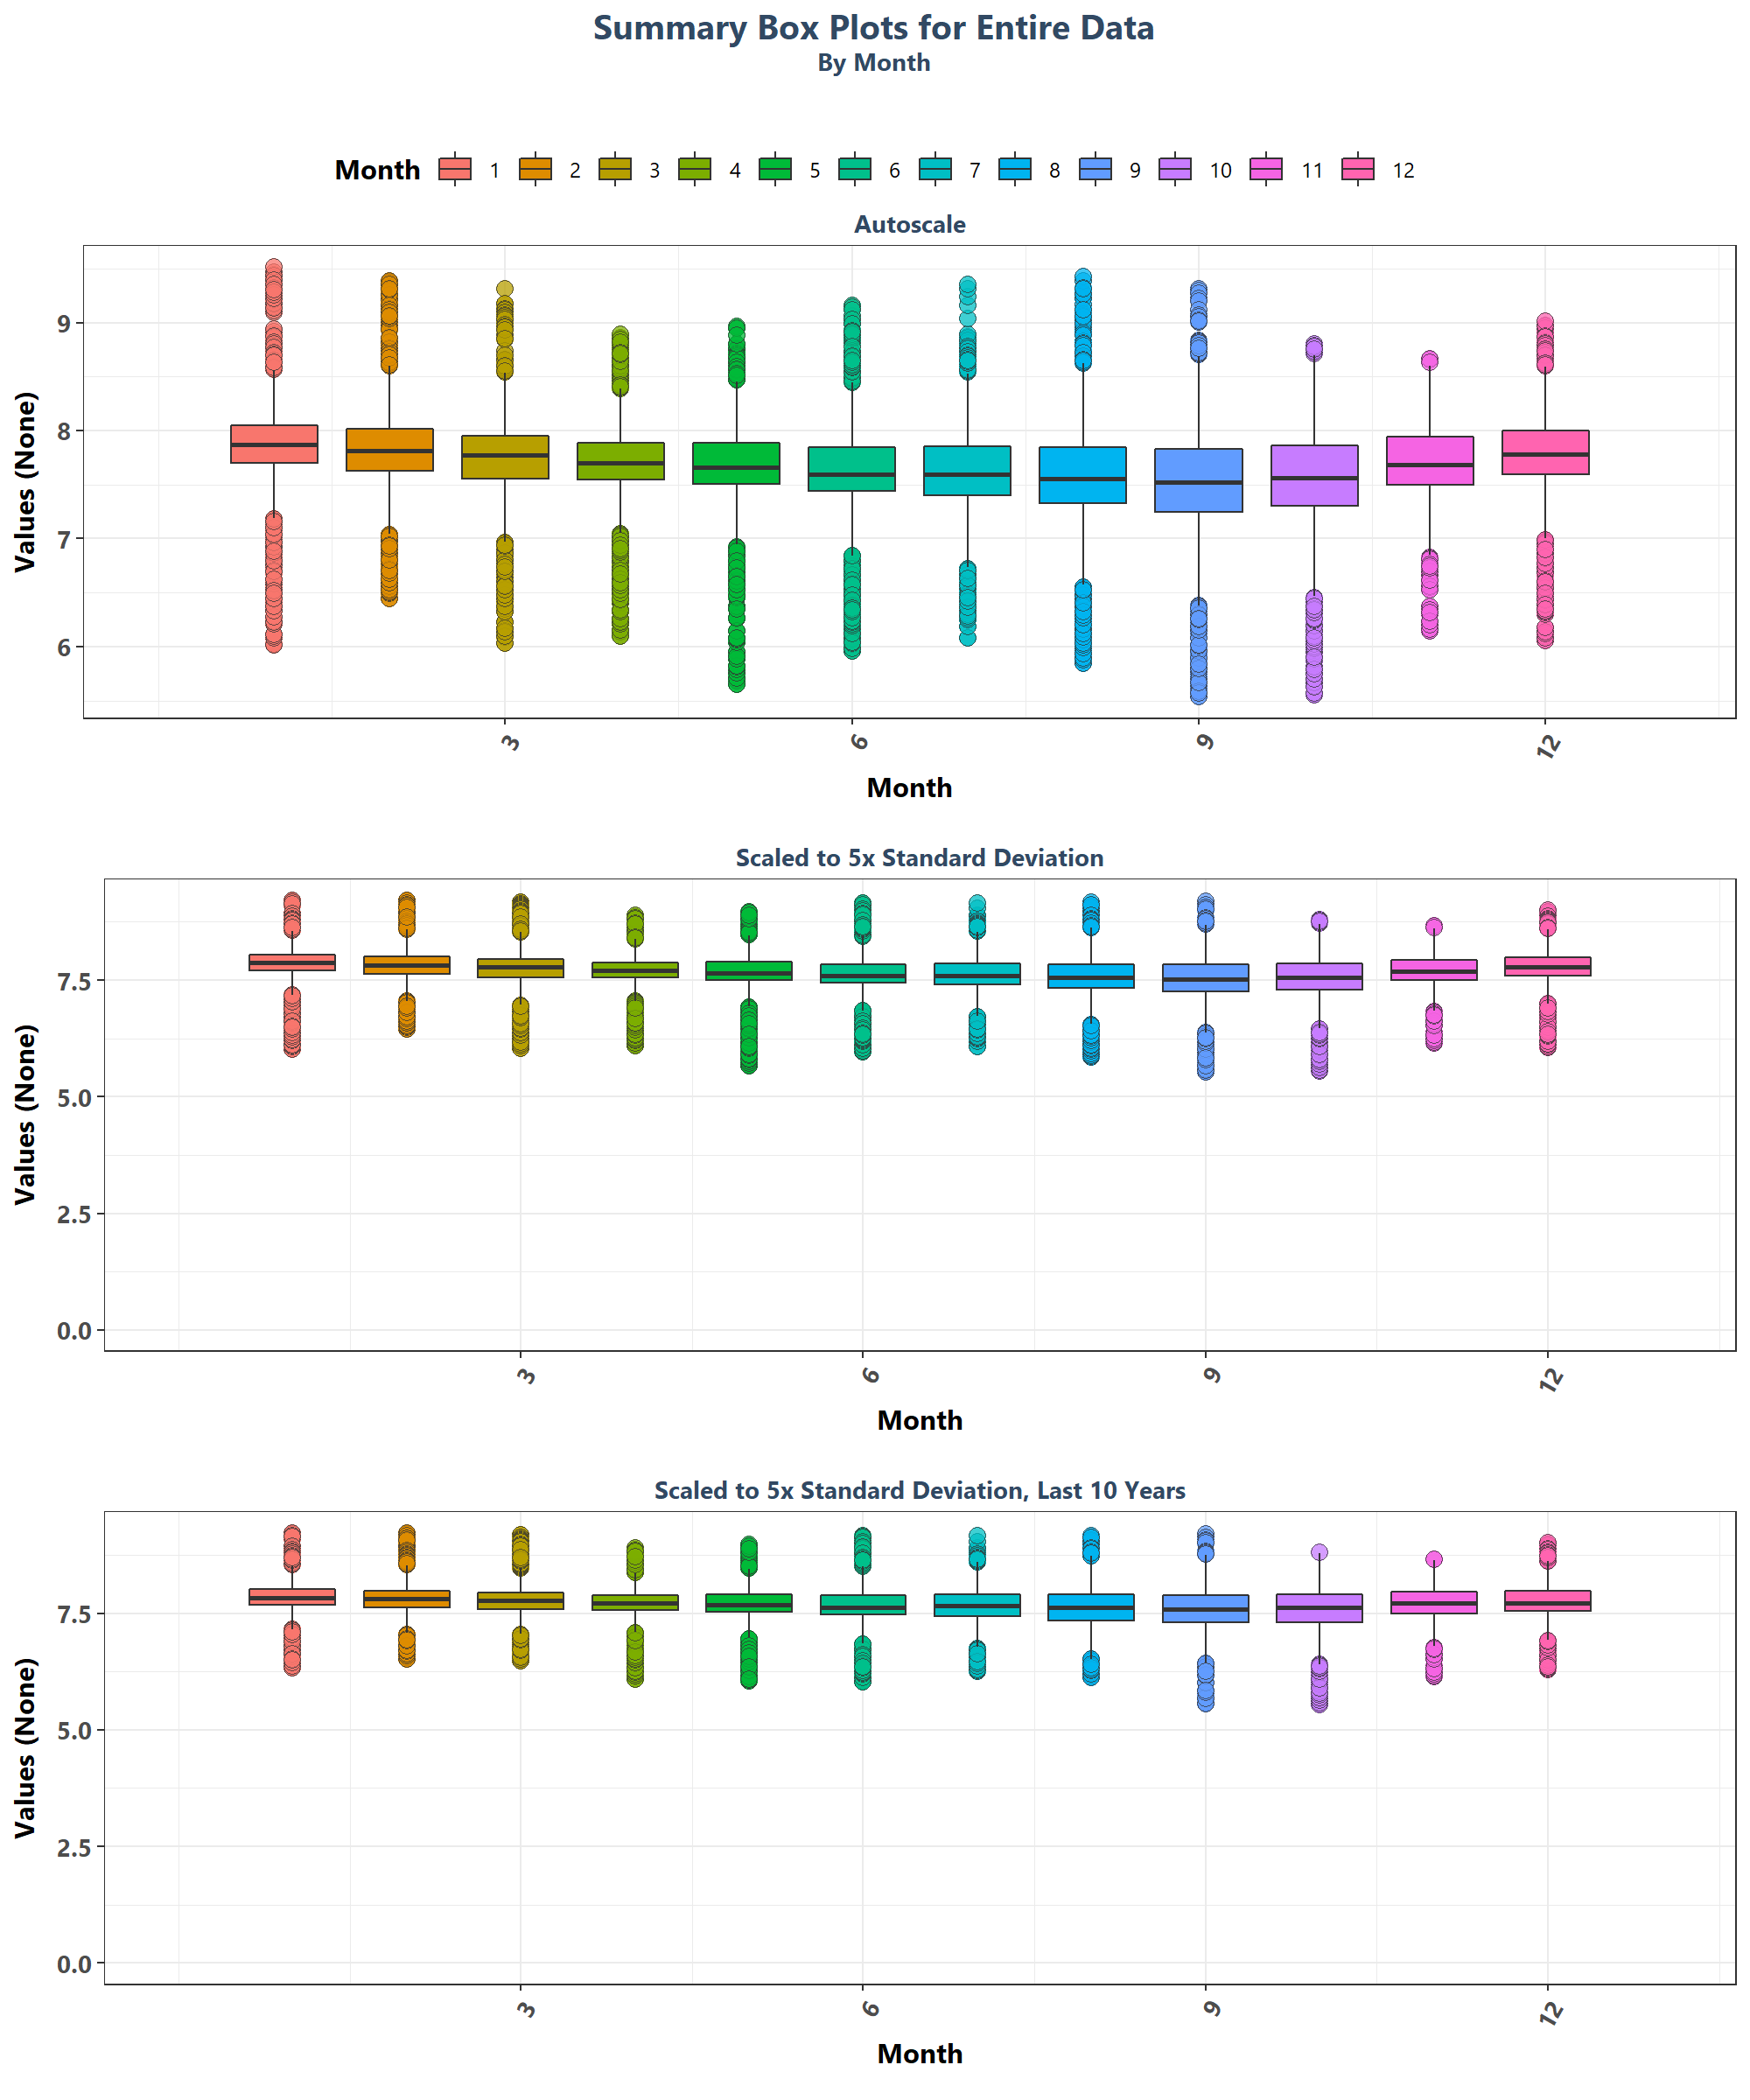 Summary Box Plots for Entire Data
By Month
Month 1 2 3 4 5 6 7 8 9 10 11 12
Autoscale
Values (None)
9
8
7
6
3 6 9 12
Month
Scaled to 5x Standard Deviation
Values (None)
7.5
5.0
2.5
0.0
3 6 9 12
Month
Scaled to 5x Standard Deviation, Last 10 Years
Values (None)
7.5
5.0
2.5
0.0
3 6 9 12
Month